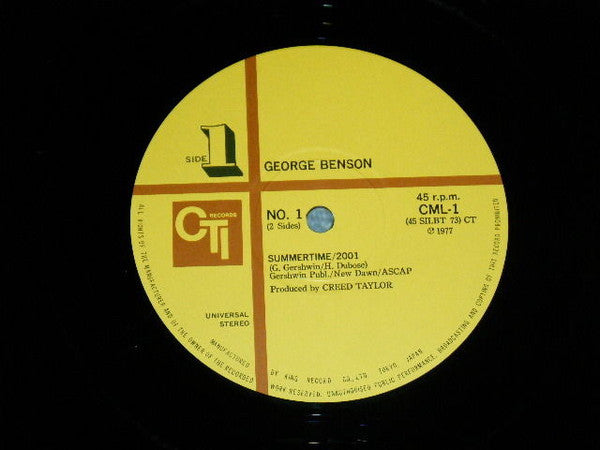 SIDE 1
GEORGE BENSON
CTI RECORDS
NO. 1
(2 Sides)
45 r.p.m.
CML-1
(45 SILBT 73) CT
℗ 1977
SUMMERTIME/2001
(G. Gershwin/H. Dubose)
Gershwin Publ./New Dawn/ASCAP
Produced by CREED TAYLOR
UNIVERSAL
STEREO
MANUFACTURED BY KING RECORD CO.,LTD. TOKYO JAPAN
ALL RIGHTS OF THE MANUFACTURER AND OF THE OWNER OF THE RECORDED WORK RESERVED. UNAUTHORISED PUBLIC PERFORMANCE, BROADCASTING AND COPYING OF THIS RECORD PROHIBITED